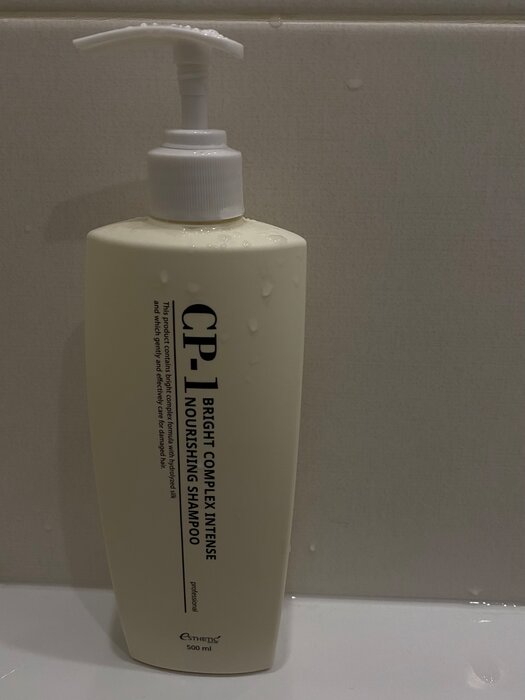 CP-1
BRIGHT COMPLEX INTENSE
NOURISHING SHAMPOO
This product contains bright complex formula with hydrolyzed silk
and which gently and effectively care for damaged hair.
professional
ESTHETIC
500 ml